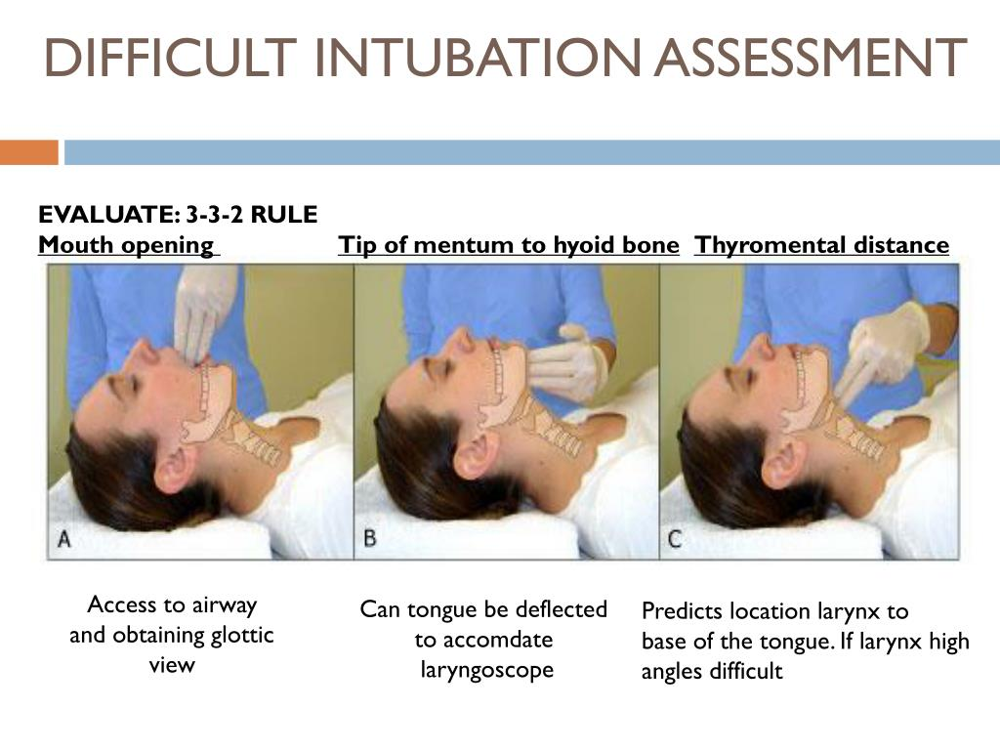 DIFFICULT INTUBATION ASSESSMENT
EVALUATE: 3-3-2 RULE
Mouth opening Tip of mentum to hyoid bone Thyromental distance
A B C
Access to airway
and obtaining glottic
view
Can tongue be deflected
to accomdate
laryngoscope
Predicts location larynx to
base of the tongue. If larynx high
angles difficult